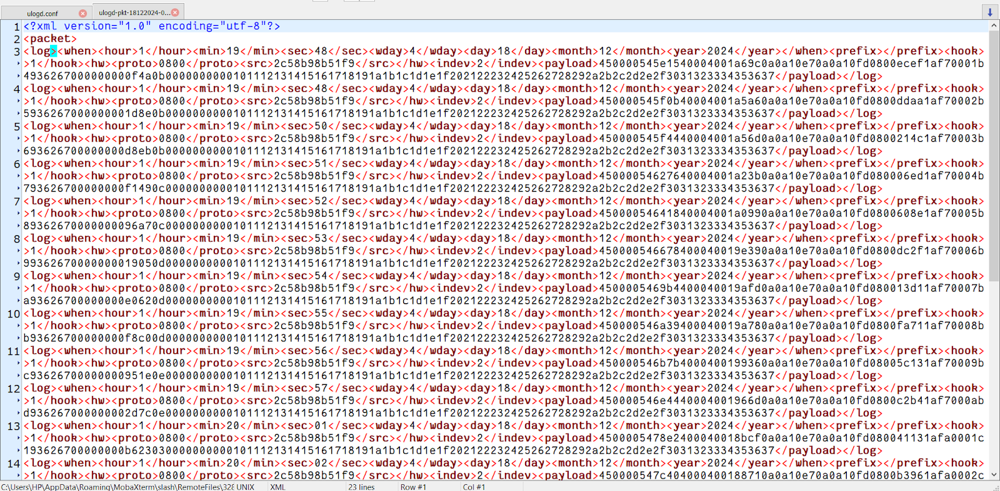 ulogd.conf
ulogd-pkt-18122024-0...
1 <?xml version="1.0" encoding="utf-8"?>
2 <packet>
3 <log><when><hour>1</hour><min>19</min><sec>48</sec><wday>4</wday><day>18</day><month>12</month><year>2024</year></when><prefix></prefix><hook>
>1</hook><hw><proto>0800</proto><src>2c58b98b51f9</src></hw><indev>2</indev><payload>450000545e1540004001a69c0a0a10e70a0a10fd0800ecef1af70001b
4936267000000000f4a0b0000000000101112131415161718191a1b1c1d1e1f202122232425262728292a2b2c2d2e2f3031323334353637</payload></log>
4 <log><when><hour>1</hour><min>19</min><sec>48</sec><wday>4</wday><day>18</day><month>12</month><year>2024</year></when><prefix></prefix><hook>
>1</hook><hw><proto>0800</proto><src>2c58b98b51f9</src></hw><indev>2</indev><payload>450000545f0b40004001a5a60a0a10e70a0a10fd0800ddaa1af70002b
5936267000000001d8e0b0000000000101112131415161718191a1b1c1d1e1f202122232425262728292a2b2c2d2e2f3031323334353637</payload></log>
5 <log><when><hour>1</hour><min>19</min><sec>50</sec><wday>4</wday><day>18</day><month>12</month><year>2024</year></when><prefix></prefix><hook>
>1</hook><hw><proto>0800</proto><src>2c58b98b51f9</src></hw><indev>2</indev><payload>450000545f4440004001a56d0a0a10e70a0a10fd0800214c1af70003b
693626700000000d8eb0b0000000000101112131415161718191a1b1c1d1e1f202122232425262728292a2b2c2d2e2f3031323334353637</payload></log>
6 <log><when><hour>1</hour><min>19</min><sec>51</sec><wday>4</wday><day>18</day><month>12</month><year>2024</year></when><prefix></prefix><hook>
>1</hook><hw><proto>0800</proto><src>2c58b98b51f9</src></hw><indev>2</indev><payload>45000054627640004001a23b0a0a10e70a0a10fd080006ed1af70004b
793626700000000f1490c0000000000101112131415161718191a1b1c1d1e1f202122232425262728292a2b2c2d2e2f3031323334353637</payload></log>
7 <log><when><hour>1</hour><min>19</min><sec>52</sec><wday>4</wday><day>18</day><month>12</month><year>2024</year></when><prefix></prefix><hook>
>1</hook><hw><proto>0800</proto><src>2c58b98b51f9</src></hw><indev>2</indev><payload>45000054641840004001a0990a0a10e70a0a10fd0800608e1af70005b
89362670000000096a70c0000000000101112131415161718191a1b1c1d1e1f202122232425262728292a2b2c2d2e2f3031323334353637</payload></log>
8 <log><when><hour>1</hour><min>19</min><sec>53</sec><wday>4</wday><day>18</day><month>12</month><year>2024</year></when><prefix></prefix><hook>
>1</hook><hw><proto>0800</proto><src>2c58b98b51f9</src></hw><indev>2</indev><payload>450000546678400040019e390a0a10e70a0a10fd0800dc2f1af70006b
99362670000000019050d0000000000101112131415161718191a1b1c1d1e1f202122232425262728292a2b2c2d2e2f3031323334353637</payload></log>
9 <log><when><hour>1</hour><min>19</min><sec>54</sec><wday>4</wday><day>18</day><month>12</month><year>2024</year></when><prefix></prefix><hook>
>1</hook><hw><proto>0800</proto><src>2c58b98b51f9</src></hw><indev>2</indev><payload>4500005469b4400040019afd0a0a10e70a0a10fd080013d11af70007b
a93626700000000e0620d0000000000101112131415161718191a1b1c1d1e1f202122232425262728292a2b2c2d2e2f3031323334353637</payload></log>
10 <log><when><hour>1</hour><min>19</min><sec>55</sec><wday>4</wday><day>18</day><month>12</month><year>2024</year></when><prefix></prefix><hook>
>1</hook><hw><proto>0800</proto><src>2c58b98b51f9</src></hw><indev>2</indev><payload>450000546a39400040019a780a0a10e70a0a10fd0800fa711af70008b
b93626700000000f8c00d0000000000101112131415161718191a1b1c1d1e1f202122232425262728292a2b2c2d2e2f3031323334353637</payload></log>
11 <log><when><hour>1</hour><min>19</min><sec>56</sec><wday>4</wday><day>18</day><month>12</month><year>2024</year></when><prefix></prefix><hook>
>1</hook><hw><proto>0800</proto><src>2c58b98b51f9</src></hw><indev>2</indev><payload>450000546b7b4000400199360a0a10e70a0a10fd08005c131af70009b
c93626700000000951e0e0000000000101112131415161718191a1b1c1d1e1f202122232425262728292a2b2c2d2e2f3031323334353637</payload></log>
12 <log><when><hour>1</hour><min>19</min><sec>57</sec><wday>4</wday><day>18</day><month>12</month><year>2024</year></when><prefix></prefix><hook>
>1</hook><hw><proto>0800</proto><src>2c58b98b51f9</src></hw><indev>2</indev><payload>450000546e4440004001966d0a0a10e70a0a10fd0800c2b41af7000ab
d936267000000002d7c0e0000000000101112131415161718191a1b1c1d1e1f202122232425262728292a2b2c2d2e2f3031323334353637</payload></log>
13 <log><when><hour>1</hour><min>20</min><sec>01</sec><wday>4</wday><day>18</day><month>12</month><year>2024</year></when><prefix></prefix><hook>
>1</hook><hw><proto>0800</proto><src>2c58b98b51f9</src></hw><indev>2</indev><payload>4500005478e2400040018bcf0a0a10e70a0a10fd080041131afa0001c
193626700000000b623030000000000101112131415161718191a1b1c1d1e1f202122232425262728292a2b2c2d2e2f3031323334353637</payload></log>
14 <log><when><hour>1</hour><min>20</min><sec>02</sec><wday>4</wday><day>18</day><month>12</month><year>2024</year></when><prefix></prefix><hook>
>1</hook><hw><proto>0800</proto><src>2c58b98b51f9</src></hw><indev>2</indev><payload>450000547c40400040188710a0a10e70a0a10fd0800b3961afa0002c
C:\Users\HP\AppData\Roaming\MobaXterm\slash\RemoteFiles\328 UNIX XML 23 lines Row #1 Col #1